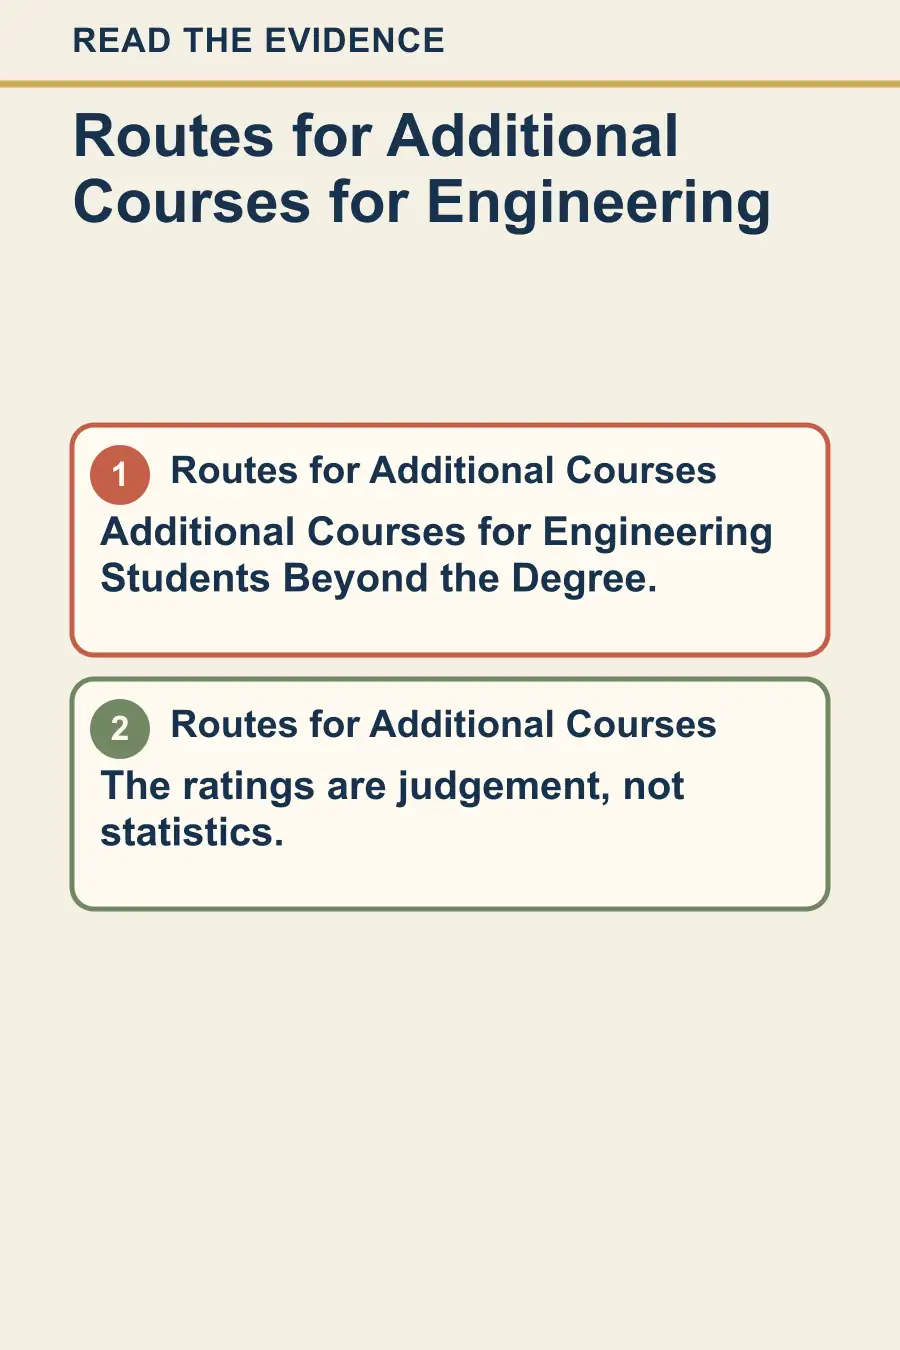 READ THE EVIDENCE
Routes for Additional
Courses for Engineering
1 Routes for Additional Courses
Additional Courses for Engineering
Students Beyond the Degree.
2 Routes for Additional Courses
The ratings are judgement, not
statistics.